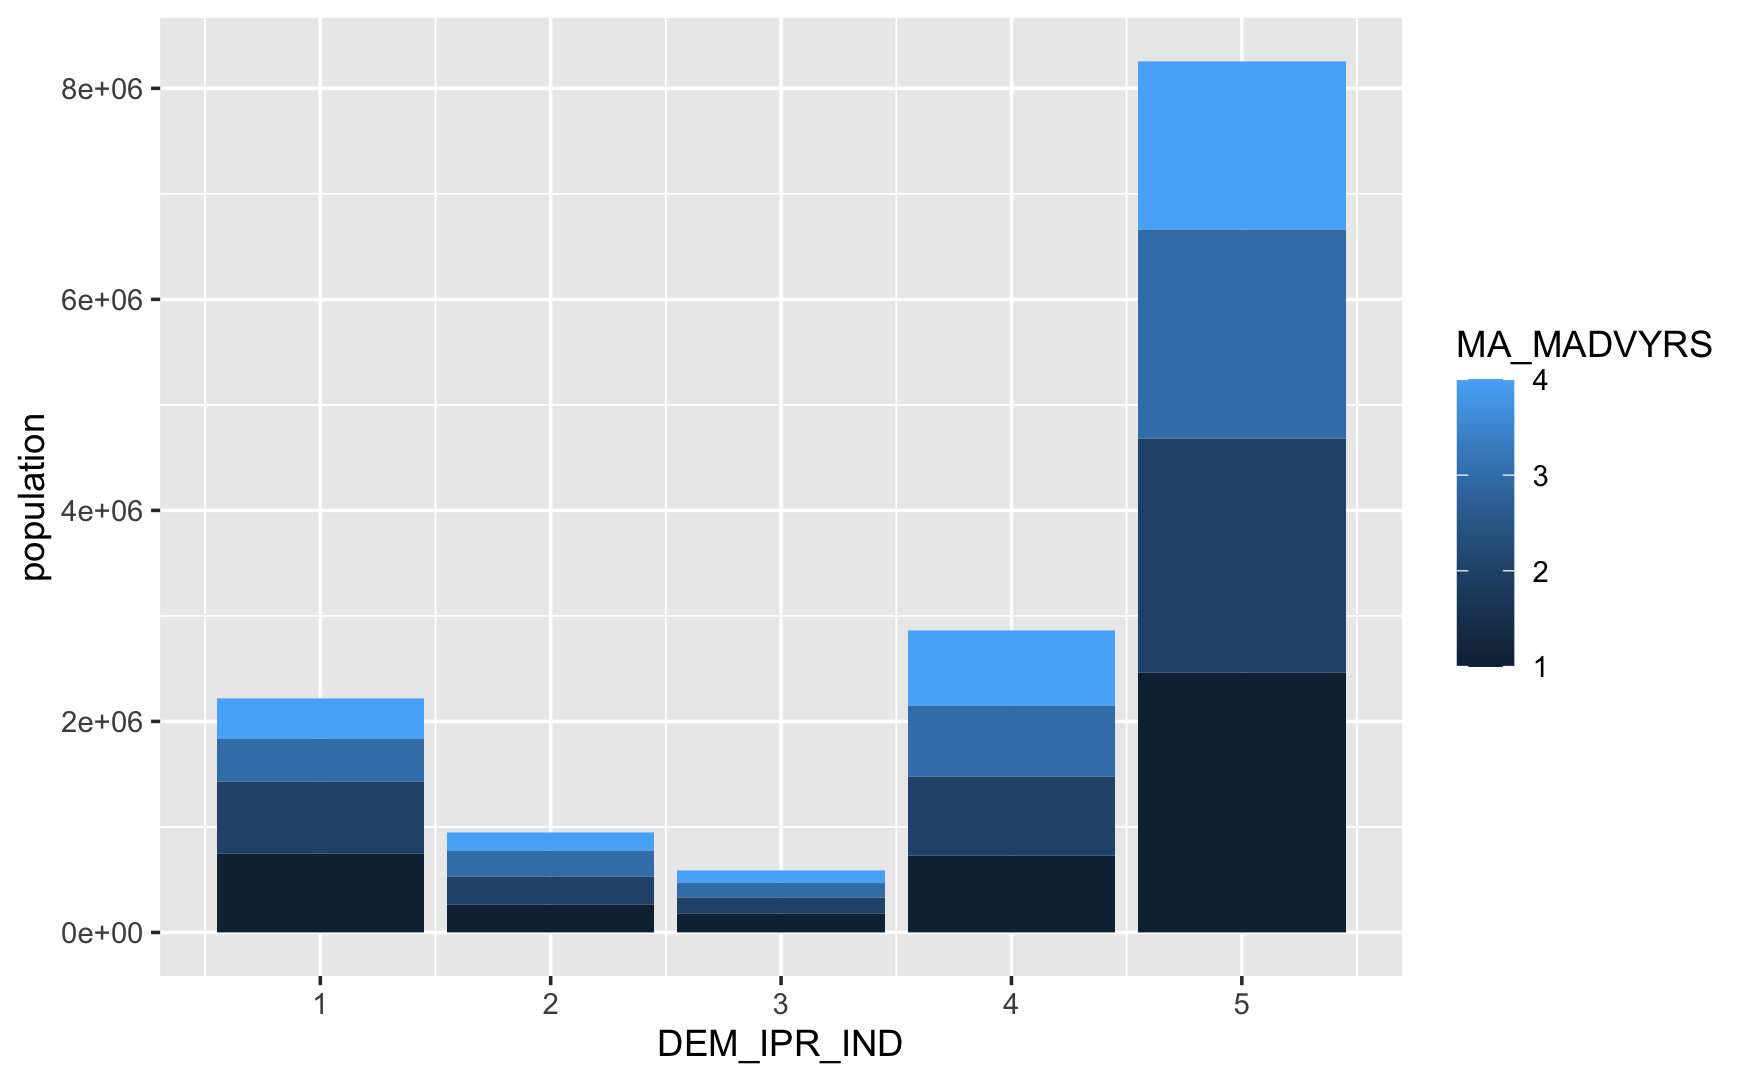 8e+06
6e+06
4e+06
2e+06
0e+00
population
1
2
3
4
5
DEM_IPR_IND
MA_MADVYRS
4
3
2
1